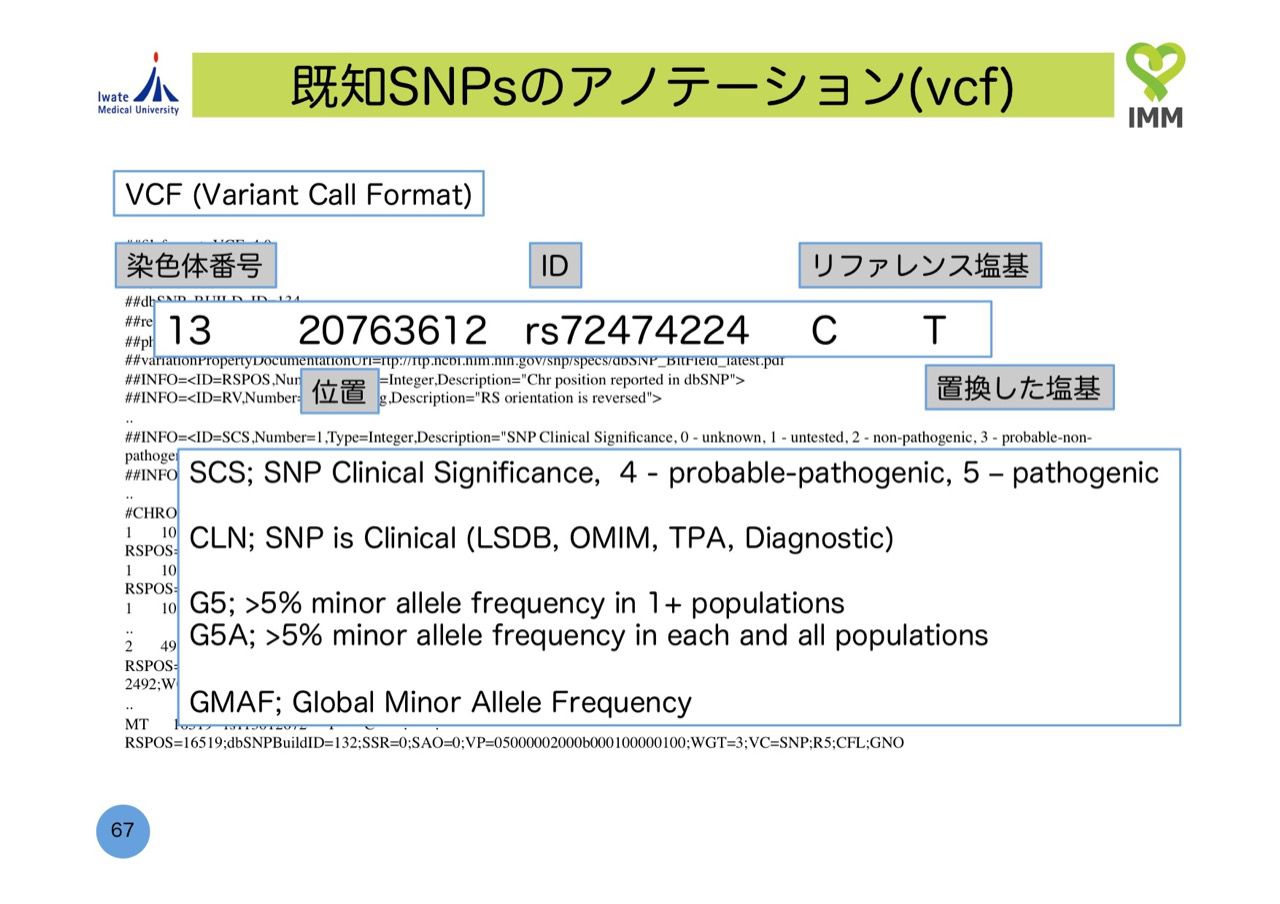 Iwate
Medical University
既知SNPsのアノテーション(vcf)
IMM
VCF (Variant Call Format)
染色体番号
ID
リファレンス塩基
13 20763612 rs72474224 C T
##variationPropertyDocumentationUrl=ftp://ftp.ncbi.nlm.nih.gov/snp/specs/dbSNP_BitField_latest.pdf
##INFO=<ID=RSPOS,Num =Integer,Description="Chr position reported in dbSNP">
位置
置換した塩基
##INFO=<ID=RV,Number= g,Description="RS orientation is reversed">
..
##INFO=<ID=SCS,Number=1,Type=Integer,Description="SNP Clinical Significance, 0 - unknown, 1 - untested, 2 - non-pathogenic, 3 - probable-non-
pathoge
##INFO
SCS; SNP Clinical Significance, 4 - probable-pathogenic, 5 – pathogenic
..
#CHRO
1 10
CLN; SNP is Clinical (LSDB, OMIM, TPA, Diagnostic)
RSPOS=
1 10
RSPOS=
1 10
G5; >5% minor allele frequency in 1+ populations
..
G5A; >5% minor allele frequency in each and all populations
2 49
RSPOS=
2492;W
GMAF; Global Minor Allele Frequency
..
MT
RSPOS=16519;dbSNPBuildID=132;SSR=0;SAO=0;VP=05000002000b000100000100;WGT=3;VC=SNP;R5;CFL;GNO
67